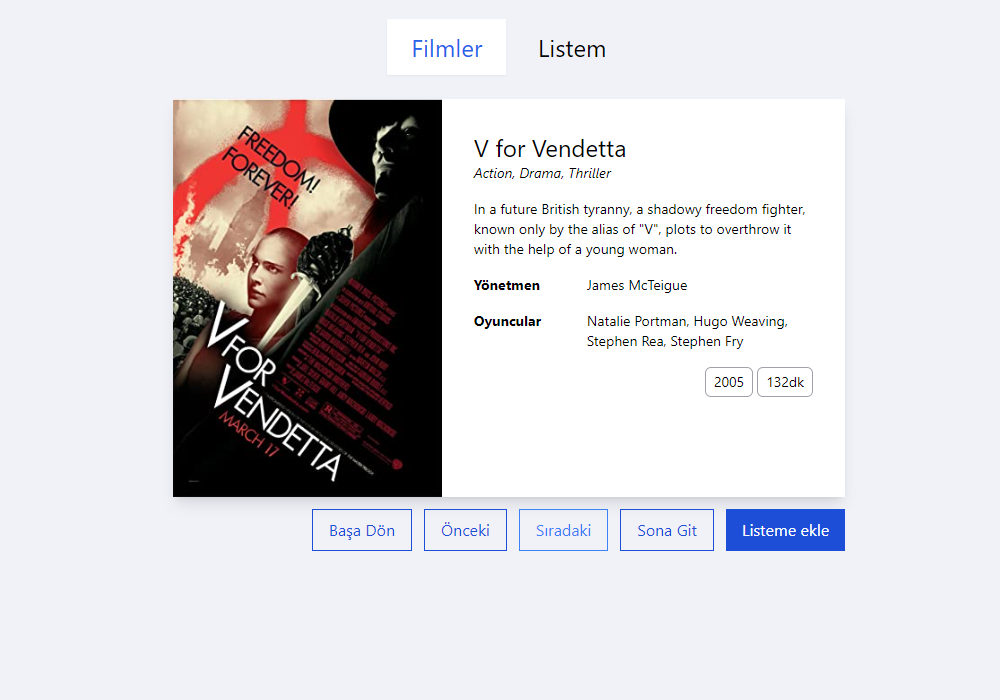 Filmler
Listem
FREEDOM!
FOREVER!
V FOR
VENDETTA
MARCH 17
V for Vendetta
Action, Drama, Thriller
In a future British tyranny, a shadowy freedom fighter,
known only by the alias of "V", plots to overthrow it
with the help of a young woman.
Yönetmen James McTeigue
Oyuncular Natalie Portman, Hugo Weaving,
Stephen Rea, Stephen Fry
2005 132dk
Başa Dön Önceki Sıradaki Sona Git Listeme ekle